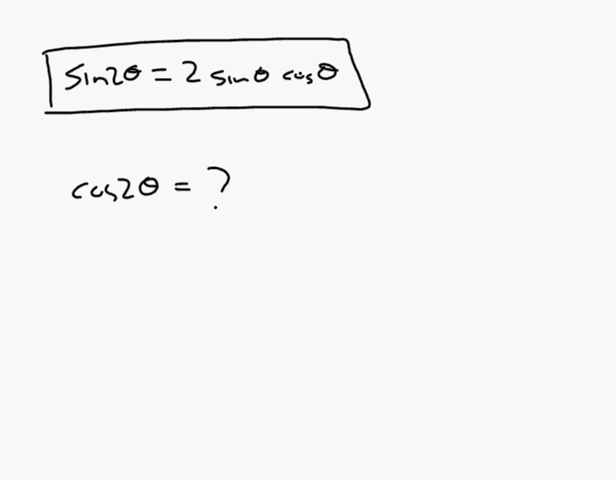 sin2θ = 2 sinθ cosθ
cos2θ = ?